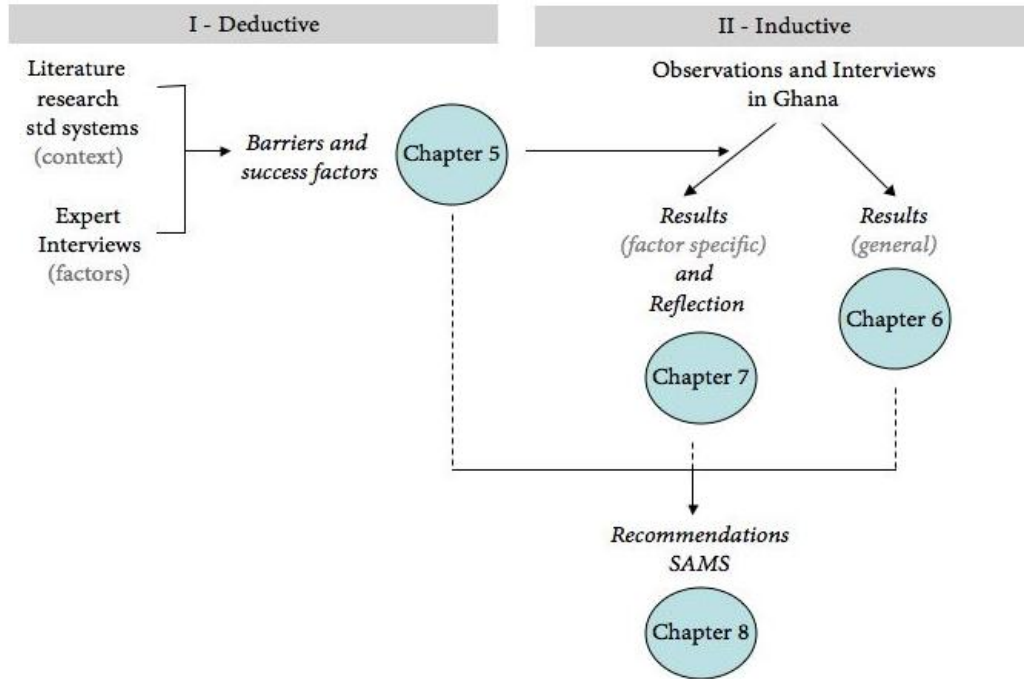 I - Deductive
II - Inductive
Literature
research
std systems
(context)
Expert
Interviews
(factors)
Barriers and
success factors
Chapter 5
Observations and Interviews
in Ghana
Results
(factor specific)
and
Reflection
Chapter 7
Results
(general)
Chapter 6
Recommendations
SAMS
Chapter 8